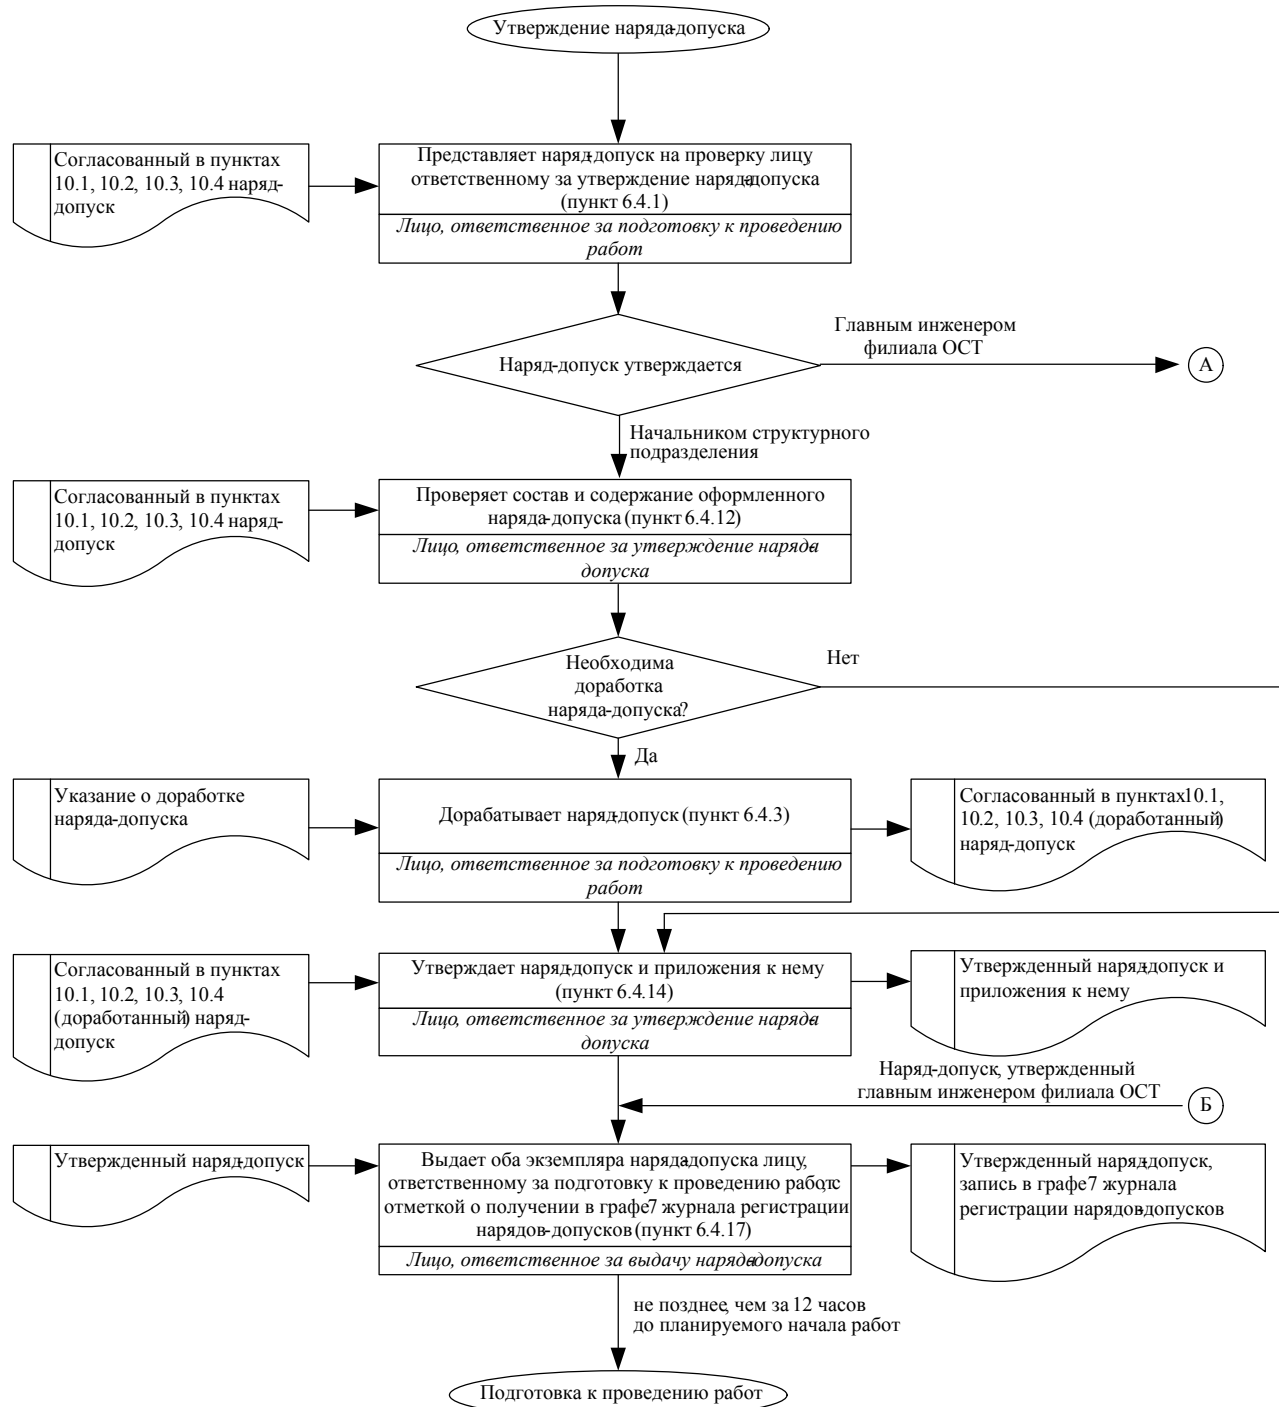 Утверждение наряда-допуска
Согласованный в пунктах
10.1, 10.2, 10.3, 10.4 наряд-
допуск
Представляет наряд-допуск на проверку лицу,
ответственному за утверждение наряда-допуска
(пункт 6.4.1)
Лицо, ответственное за подготовку к проведению
работ
Наряд-допуск утверждается
Главным инженером
филиала ОСТ
А
Начальником структурного
подразделения
Согласованный в пунктах
10.1, 10.2, 10.3, 10.4 наряд-
допуск
Проверяет состав и содержание оформленного
наряда-допуска (пункт 6.4.12)
Лицо, ответственное за утверждение наряда-
допуска
Необходима
доработка
наряда-допуска?
Нет
Да
Указание о доработке
наряда-допуска
Дорабатывает наряд-допуск (пункт 6.4.3)
Лицо, ответственное за подготовку к проведению
работ
Согласованный в пунктах 10.1,
10.2, 10.3, 10.4 (доработанный)
наряд-допуск
Согласованный в пунктах
10.1, 10.2, 10.3, 10.4
(доработанный) наряд-
допуск
Утверждает наряд-допуск и приложения к нему
(пункт 6.4.14)
Лицо, ответственное за утверждение наряда-
допуска
Утвержденный наряд-допуск и
приложения к нему
Наряд-допуск, утвержденный
главным инженером филиала ОСТ
Б
Утвержденный наряд-допуск
Выдает оба экземпляра наряда-допуска лицу,
ответственному за подготовку к проведению работ, с
отметкой о получении в графе 7 журнала регистрации
нарядов-допусков (пункт 6.4.17)
Лицо, ответственное за выдачу наряда-допуска
Утвержденный наряд-допуск,
запись в графе 7 журнала
регистрации нарядов-допусков
не позднее, чем за 12 часов
до планируемого начала работ
Подготовка к проведению работ